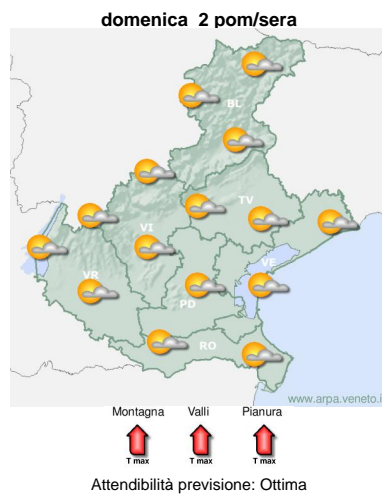 domenica 2 pom/sera
BL
TV
VI
VE
VR
PD
RO
www.arpa.veneto.i
Montagna Valli Pianura
T max T max T max
Attendibilità previsione: Ottima